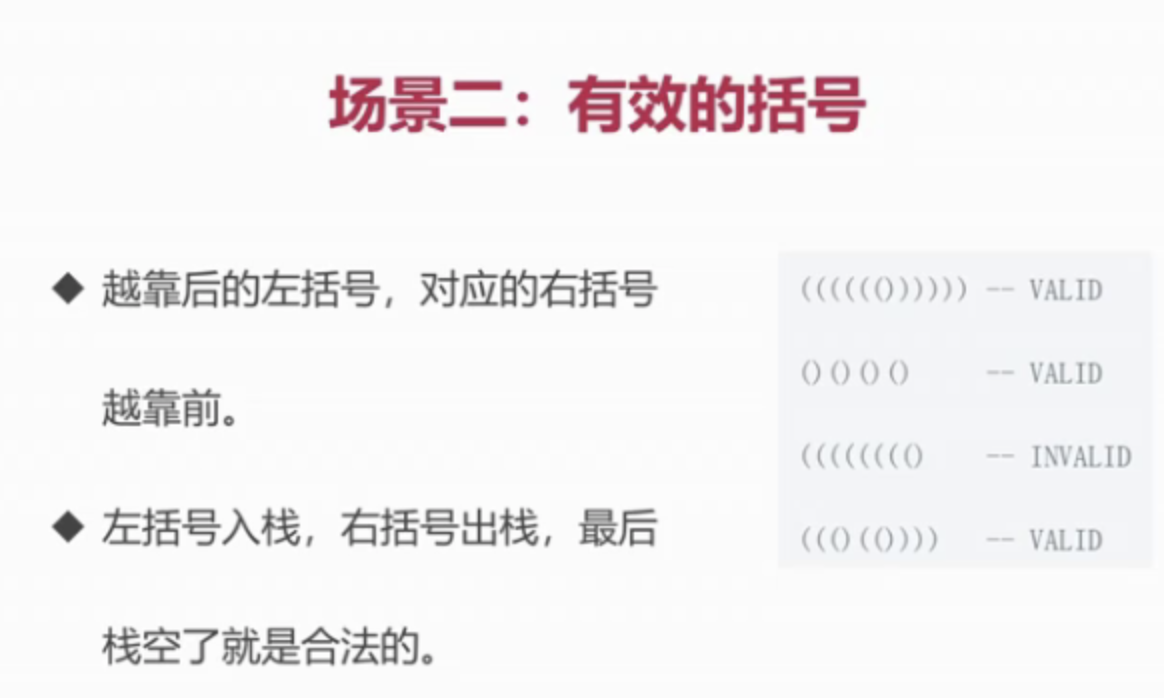 场景二：有效的括号
◆ 越靠后的左括号，对应的右括号
越靠前。
◆ 左括号入栈，右括号出栈，最后
栈空了就是合法的。
(((((()))))) -- VALID
()()()() -- VALID
(((((((() -- INVALID
((()(()))) -- VALID